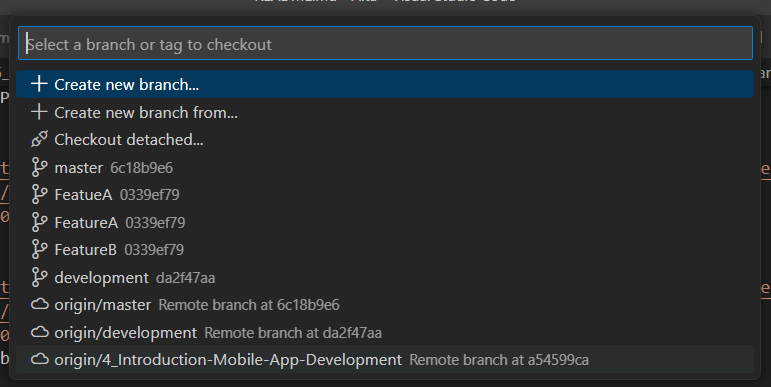 Select a branch or tag to checkout
Create new branch...
Create new branch from...
Checkout detached...
master 6c18b9e6
FeatueA 0339ef79
FeatureA 0339ef79
FeatureB 0339ef79
development da2f47aa
origin/master Remote branch at 6c18b9e6
origin/development Remote branch at da2f47aa
origin/4_Introduction-Mobile-App-Development Remote branch at a54599ca